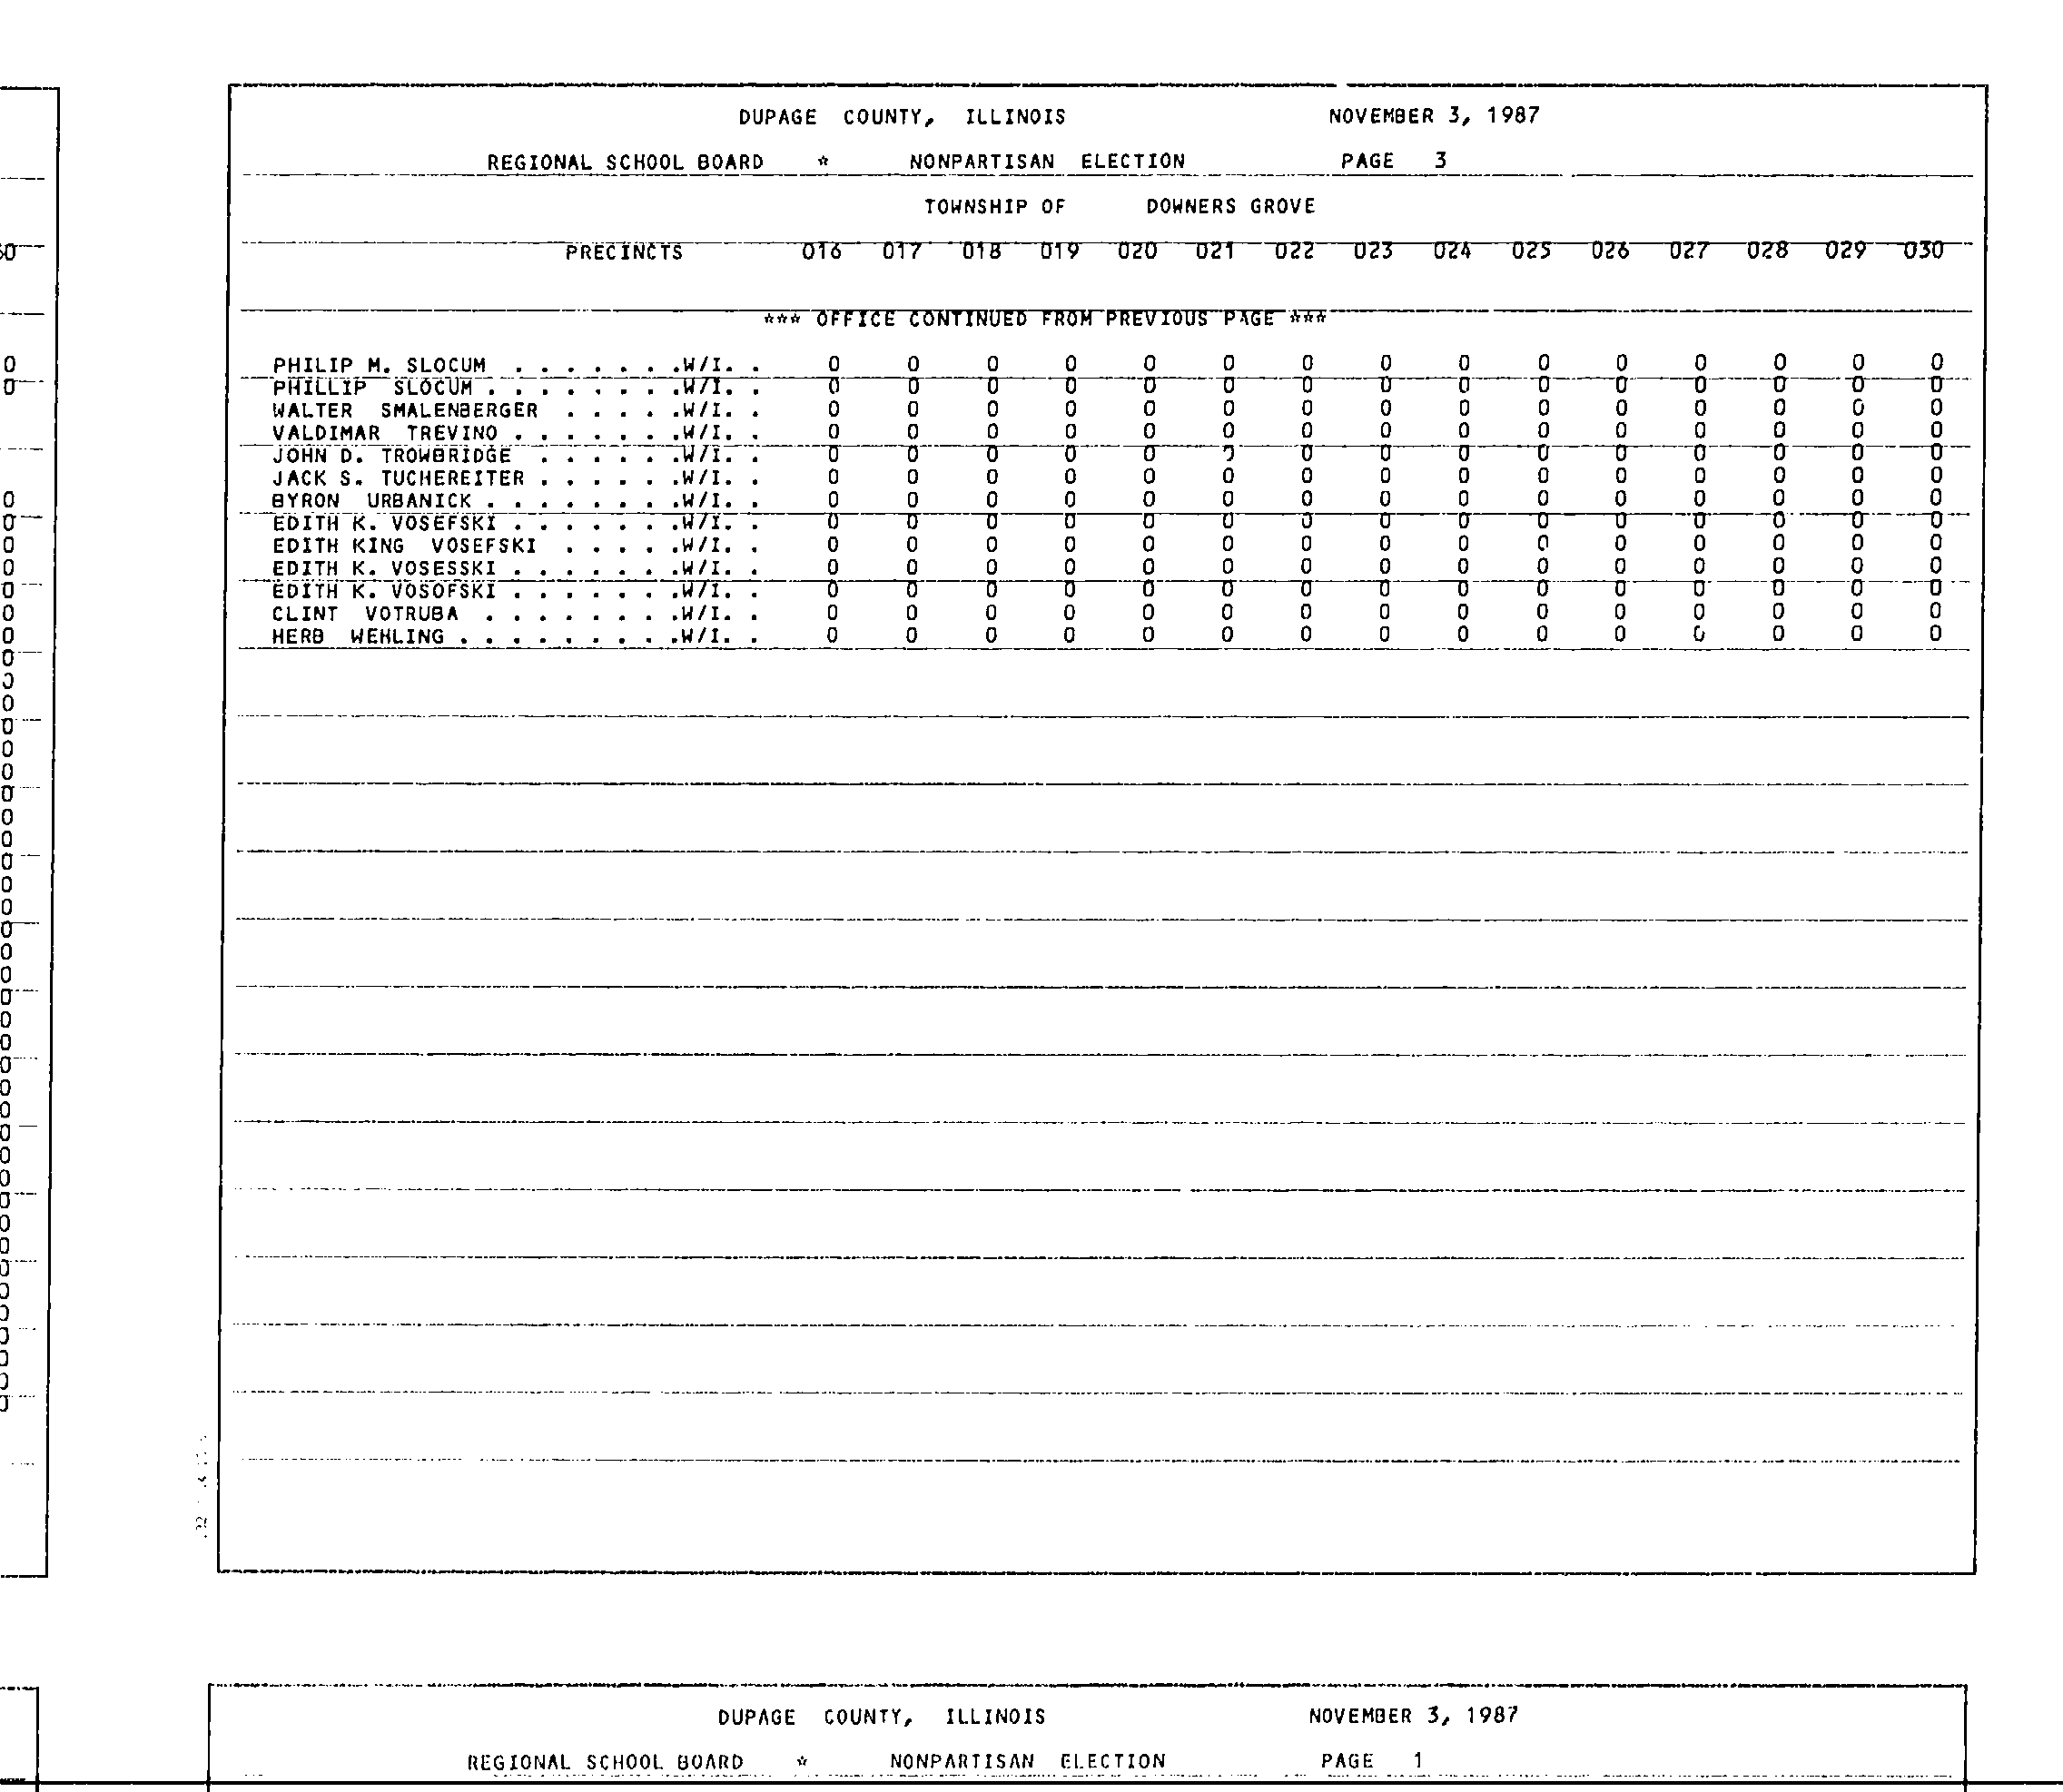 DUPAGE COUNTY, ILLINOIS NOVEMBER 3, 1987
REGIONAL SCHOOL BOARD * NONPARTISAN ELECTION PAGE 3
TOWNSHIP OF DOWNERS GROVE
PRECINCTS 016 017 018 019 020 021 022 023 024 025 026 027 028 029 030
*** OFFICE CONTINUED FROM PREVIOUS PAGE ***
PHILIP M. SLOCUM . . . . . . .W/I. . 0 0 0 0 0 0 0 0 0 0 0 0 0 0 0
PHILLIP SLOCUM . . . . . . . .W/I. . 0 0 0 0 0 0 0 0 0 0 0 0 0 0 0
WALTER SMALENBERGER . . . . .W/I. . 0 0 0 0 0 0 0 0 0 0 0 0 0 0 0
VALDIMAR TREVINO . . . . . . .W/I. . 0 0 0 0 0 0 0 0 0 0 0 0 0 0 0
JOHN D. TROWBRIDGE . . . . . .W/I. . 0 0 0 0 0 0 0 0 0 0 0 0 0 0 0
JACK S. TUCHEREITER . . . . . .W/I. . 0 0 0 0 0 0 0 0 0 0 0 0 0 0 0
BYRON URBANICK . . . . . . . .W/I. . 0 0 0 0 0 0 0 0 0 0 0 0 0 0 0
EDITH K. VOSEFSKI . . . . . . .W/I. . 0 0 0 0 0 0 0 0 0 0 0 0 0 0 0
EDITH KING VOSEFSKI . . . . .W/I. . 0 0 0 0 0 0 0 0 0 0 0 0 0 0 0
EDITH K. VOSESSKI . . . . . . .W/I. . 0 0 0 0 0 0 0 0 0 0 0 0 0 0 0
EDITH K. VOSOFSKI . . . . . . .W/I. . 0 0 0 0 0 0 0 0 0 0 0 0 0 0 0
CLINT VOTRUBA . . . . . . . .W/I. . 0 0 0 0 0 0 0 0 0 0 0 0 0 0 0
HERB WEHLING . . . . . . . . .W/I. . 0 0 0 0 0 0 0 0 0 0 0 0 0 0 0
DUPAGE COUNTY, ILLINOIS NOVEMBER 3, 1987
REGIONAL SCHOOL BOARD * NONPARTISAN ELECTION PAGE 1